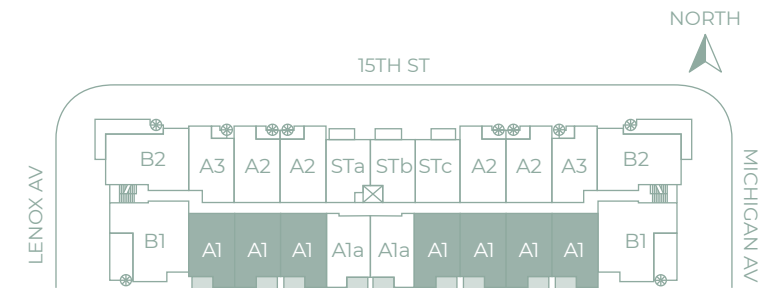 NORTH
15TH ST
LENOX AV
MICHIGAN AV
B2 A3 A2 A2 STa STb STc A2 A2 A3 B2
B1 A1 A1 A1 A1a A1a A1 A1 A1 A1 B1